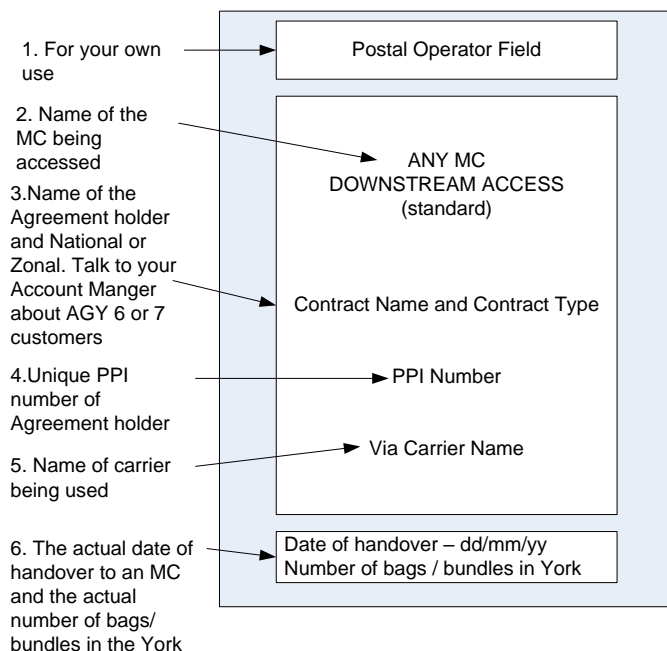 1. For your own
use
Postal Operator Field
2. Name of the
MC being
accessed
ANY MC
DOWNSTREAM ACCESS
(standard)
3.Name of the
Agreement holder
and National or
Zonal. Talk to your
Account Manger
about AGY 6 or 7
customers
Contract Name and Contract Type
4.Unique PPI
number of
Agreement holder
PPI Number
5. Name of carrier
being used
Via Carrier Name
6. The actual date of
handover to an MC
and the actual
number of bags/
bundles in the York
Date of handover – dd/mm/yy
Number of bags / bundles in York